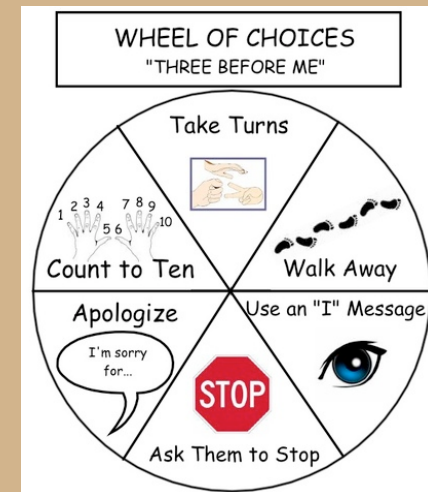 WHEEL OF CHOICES
"THREE BEFORE ME"
Take Turns
1 2 3 4 5 6 7 8 9 10
Count to Ten
Walk Away
Apologize
I'm sorry
for...
Use an "I" Message
STOP
Ask Them to Stop